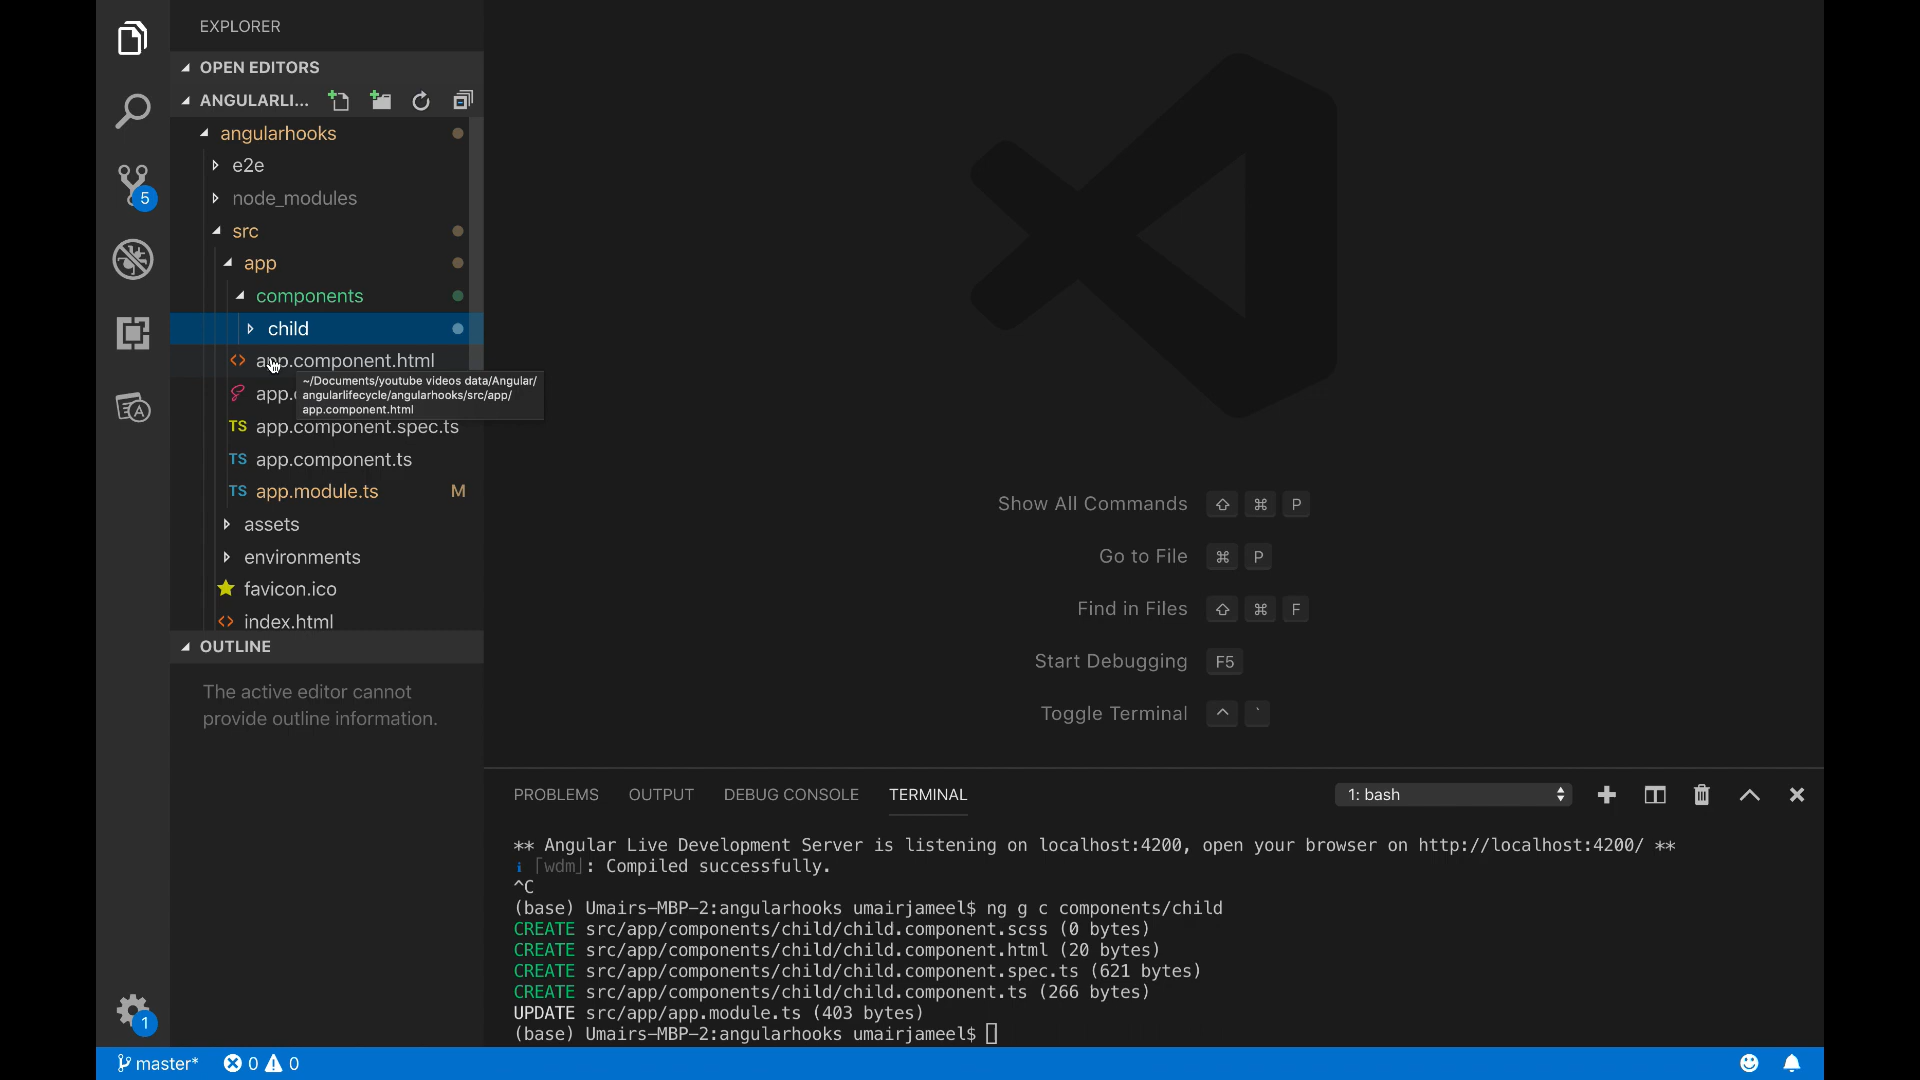 EXPLORER
OPEN EDITORS
ANGULARLI...
angularhooks
e2e
node_modules
src
app
components
child
app.component.html
~/Documents/youtube videos data/Angular/
angularlifecycle/angularhooks/src/app/
app.component.html
app.
TS app.component.spec.ts
TS app.component.ts
TS app.module.ts M
assets
environments
favicon.ico
index.html
OUTLINE
The active editor cannot
provide outline information.
5
1
Show All Commands ⇧ ⌘ P
Go to File ⌘ P
Find in Files ⇧ ⌘ F
Start Debugging F5
Toggle Terminal ^ `
PROBLEMS OUTPUT DEBUG CONSOLE TERMINAL 1: bash
** Angular Live Development Server is listening on localhost:4200, open your browser on http://localhost:4200/ **
i ｢wdm｣: Compiled successfully.
^C
(base) Umairs-MBP-2:angularhooks umairjameel$ ng g c components/child
CREATE src/app/components/child/child.component.scss (0 bytes)
CREATE src/app/components/child/child.component.html (20 bytes)
CREATE src/app/components/child/child.component.spec.ts (621 bytes)
CREATE src/app/components/child/child.component.ts (266 bytes)
UPDATE src/app/app.module.ts (403 bytes)
(base) Umairs-MBP-2:angularhooks umairjameel$
master* 0 0